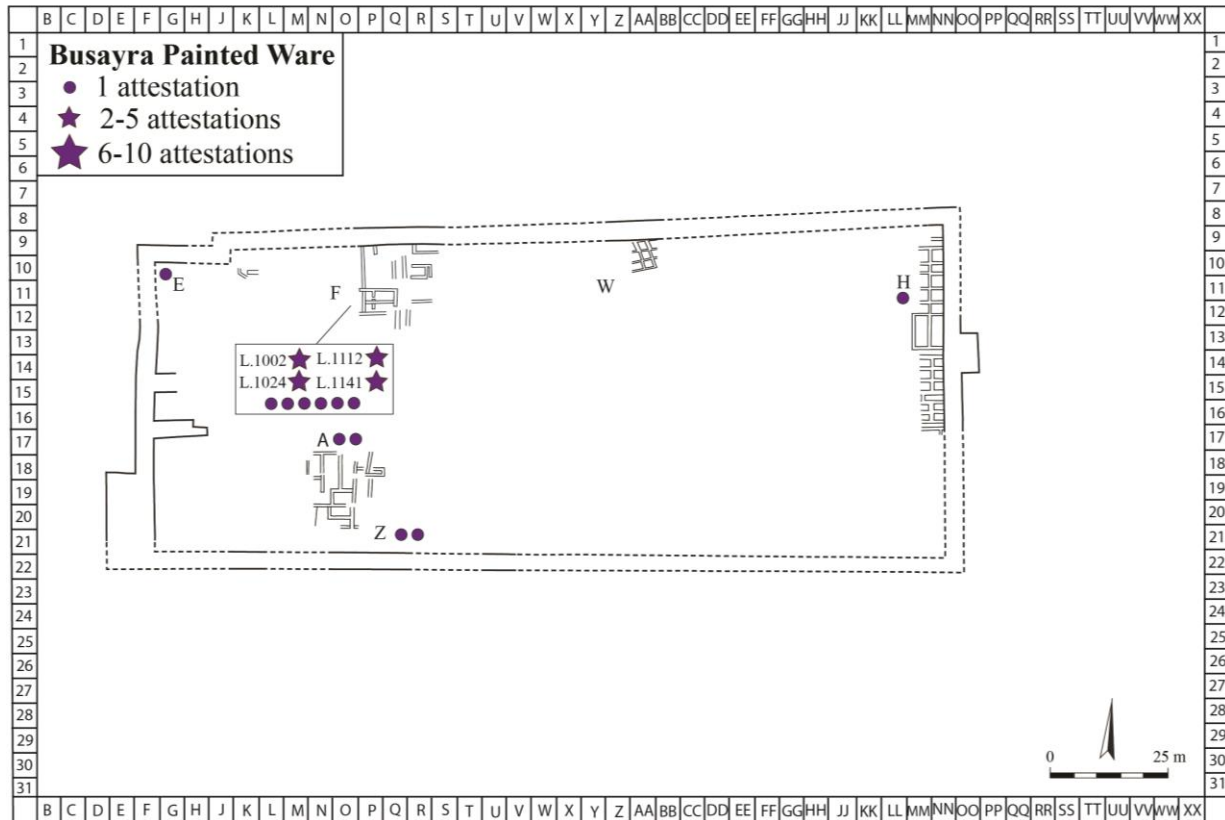 B C D E F G H J K L M N O P Q R S T U V W X Y Z AA BB CC DD EE FF GG HH JJ KK LL MM NN OO PP QQ RR SS TT UU VV WW XX
1 1
2 2
3 3
4 4
5 5
6 6
7 7
8 8
9 9
10 10
11 11
12 12
13 13
14 14
15 15
16 16
17 17
18 18
19 19
20 20
21 21
22 22
23 23
24 24
25 25
26 26
27 27
28 28
29 29
30 30
31 31
Busayra Painted Ware
1 attestation
2-5 attestations
6-10 attestations
E
F
W
H
L.1002 L.1112
L.1024 L.1141
A
Z
0 25 m
B C D E F G H J K L M N O P Q R S T U V W X Y Z AA BB CC DD EE FF GG HH JJ KK LL MM NN OO PP QQ RR SS TT UU VV WW XX